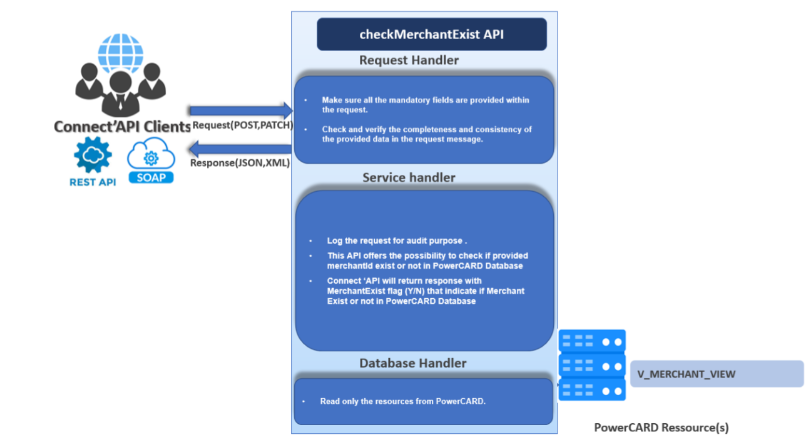 checkMerchantExist API
Request Handler
• Make sure all the mandatory fields are provided within
the request.
• Check and verify the completeness and consistency of
the provided data in the request message.
Connect'API Clients
Request(POST,PATCH)
Response(JSON,XML)
REST API
SOAP
Service handler
• Log the request for audit purpose .
• This API offers the possibility to check if provided
merchantId exist or not in PowerCARD Database
• Connect 'API will return response with
MerchantExist flag (Y/N) that indicate if Merchant
Exist or not in PowerCARD Database
Database Handler
• Read only the resources from PowerCARD.
V_MERCHANT_VIEW
PowerCARD Ressource(s)